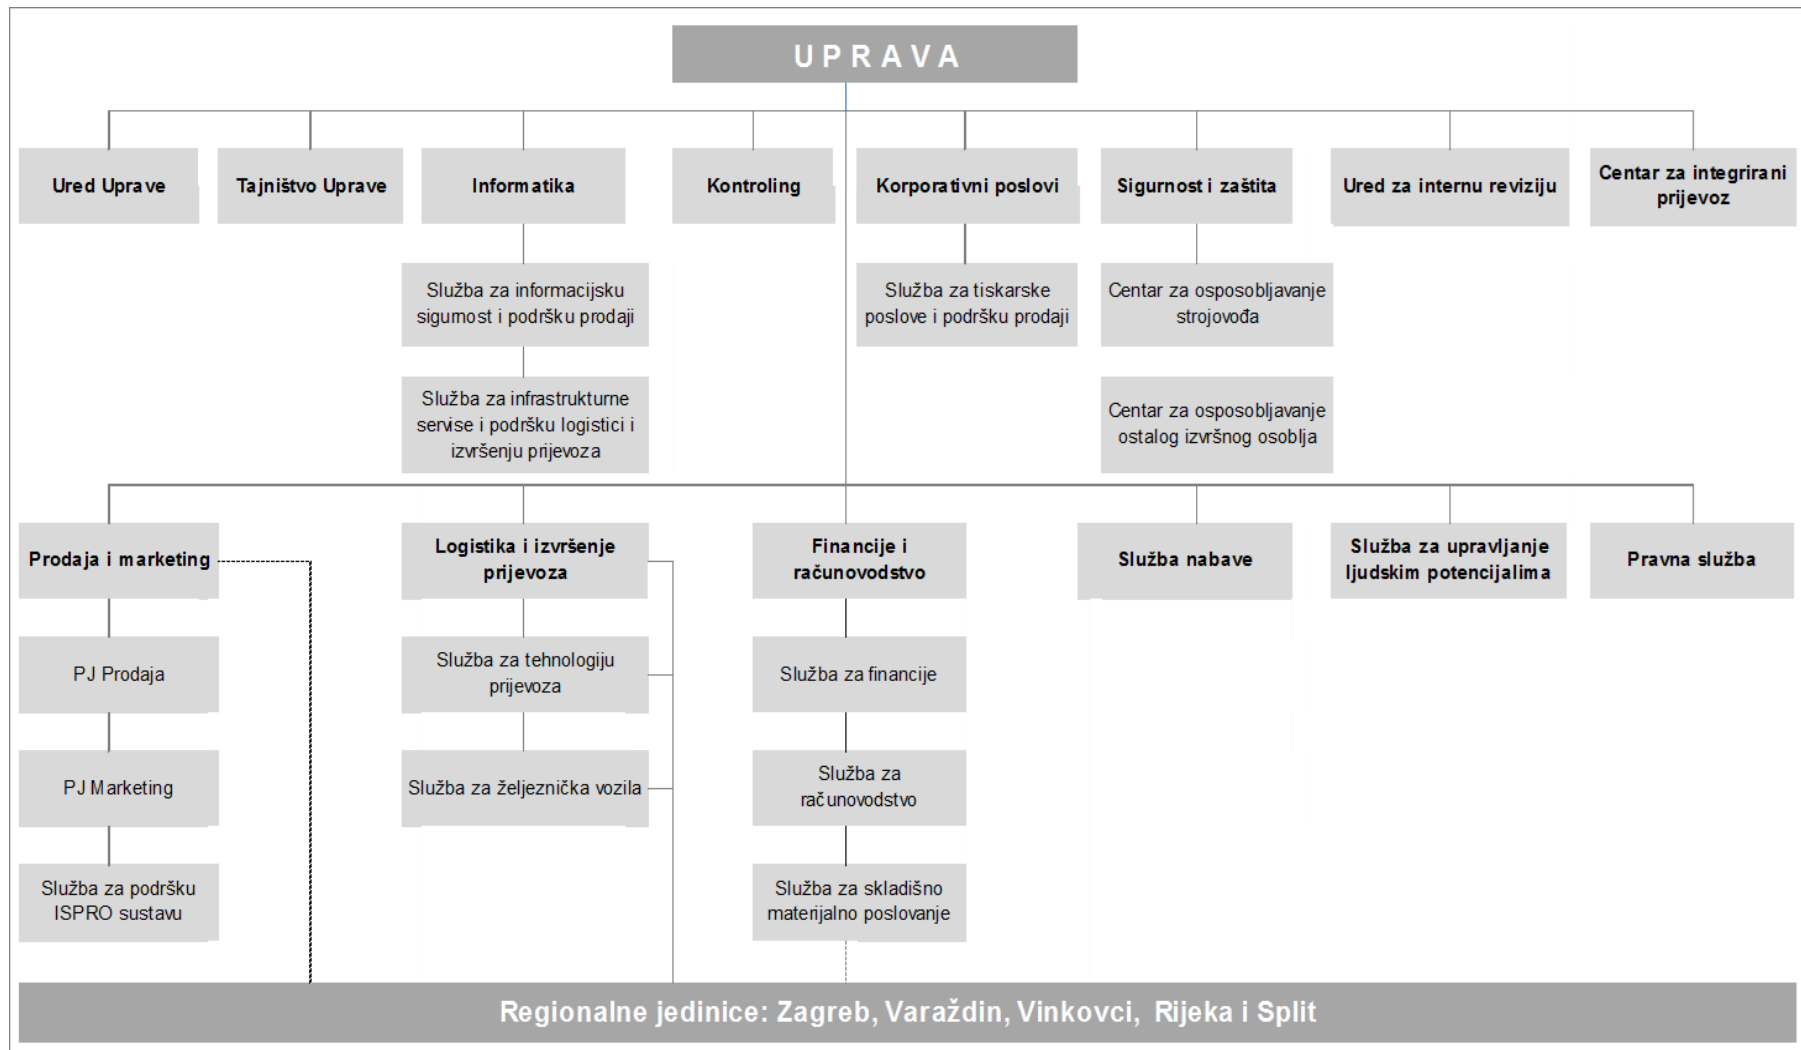 UPRAVA
Ured Uprave
Tajništvo Uprave
Informatika
Kontroling
Korporativni poslovi
Sigurnost i zaštita
Ured za internu reviziju
Centar za integrirani
prijevoz
Služba za informacijsku
sigurnost i podršku prodaji
Služba za tiskarske
poslove i podršku prodaji
Centar za osposobljavanje
strojovođa
Služba za infrastrukturne
servise i podršku logistici i
izvršenju prijevoza
Centar za osposobljavanje
ostalog izvršnog osoblja
Prodaja i marketing
Logistika i izvršenje
prijevoza
Financije i
računovodstvo
Služba nabave
Služba za upravljanje
ljudskim potencijalima
Pravna služba
PJ Prodaja
Služba za tehnologiju
prijevoza
Služba za financije
PJ Marketing
Služba za željeznička vozila
Služba za
računovodstvo
Služba za podršku
ISPRO sustavu
Služba za skladišno
materijalno poslovanje
Regionalne jedinice: Zagreb, Varaždin, Vinkovci, Rijeka i Split